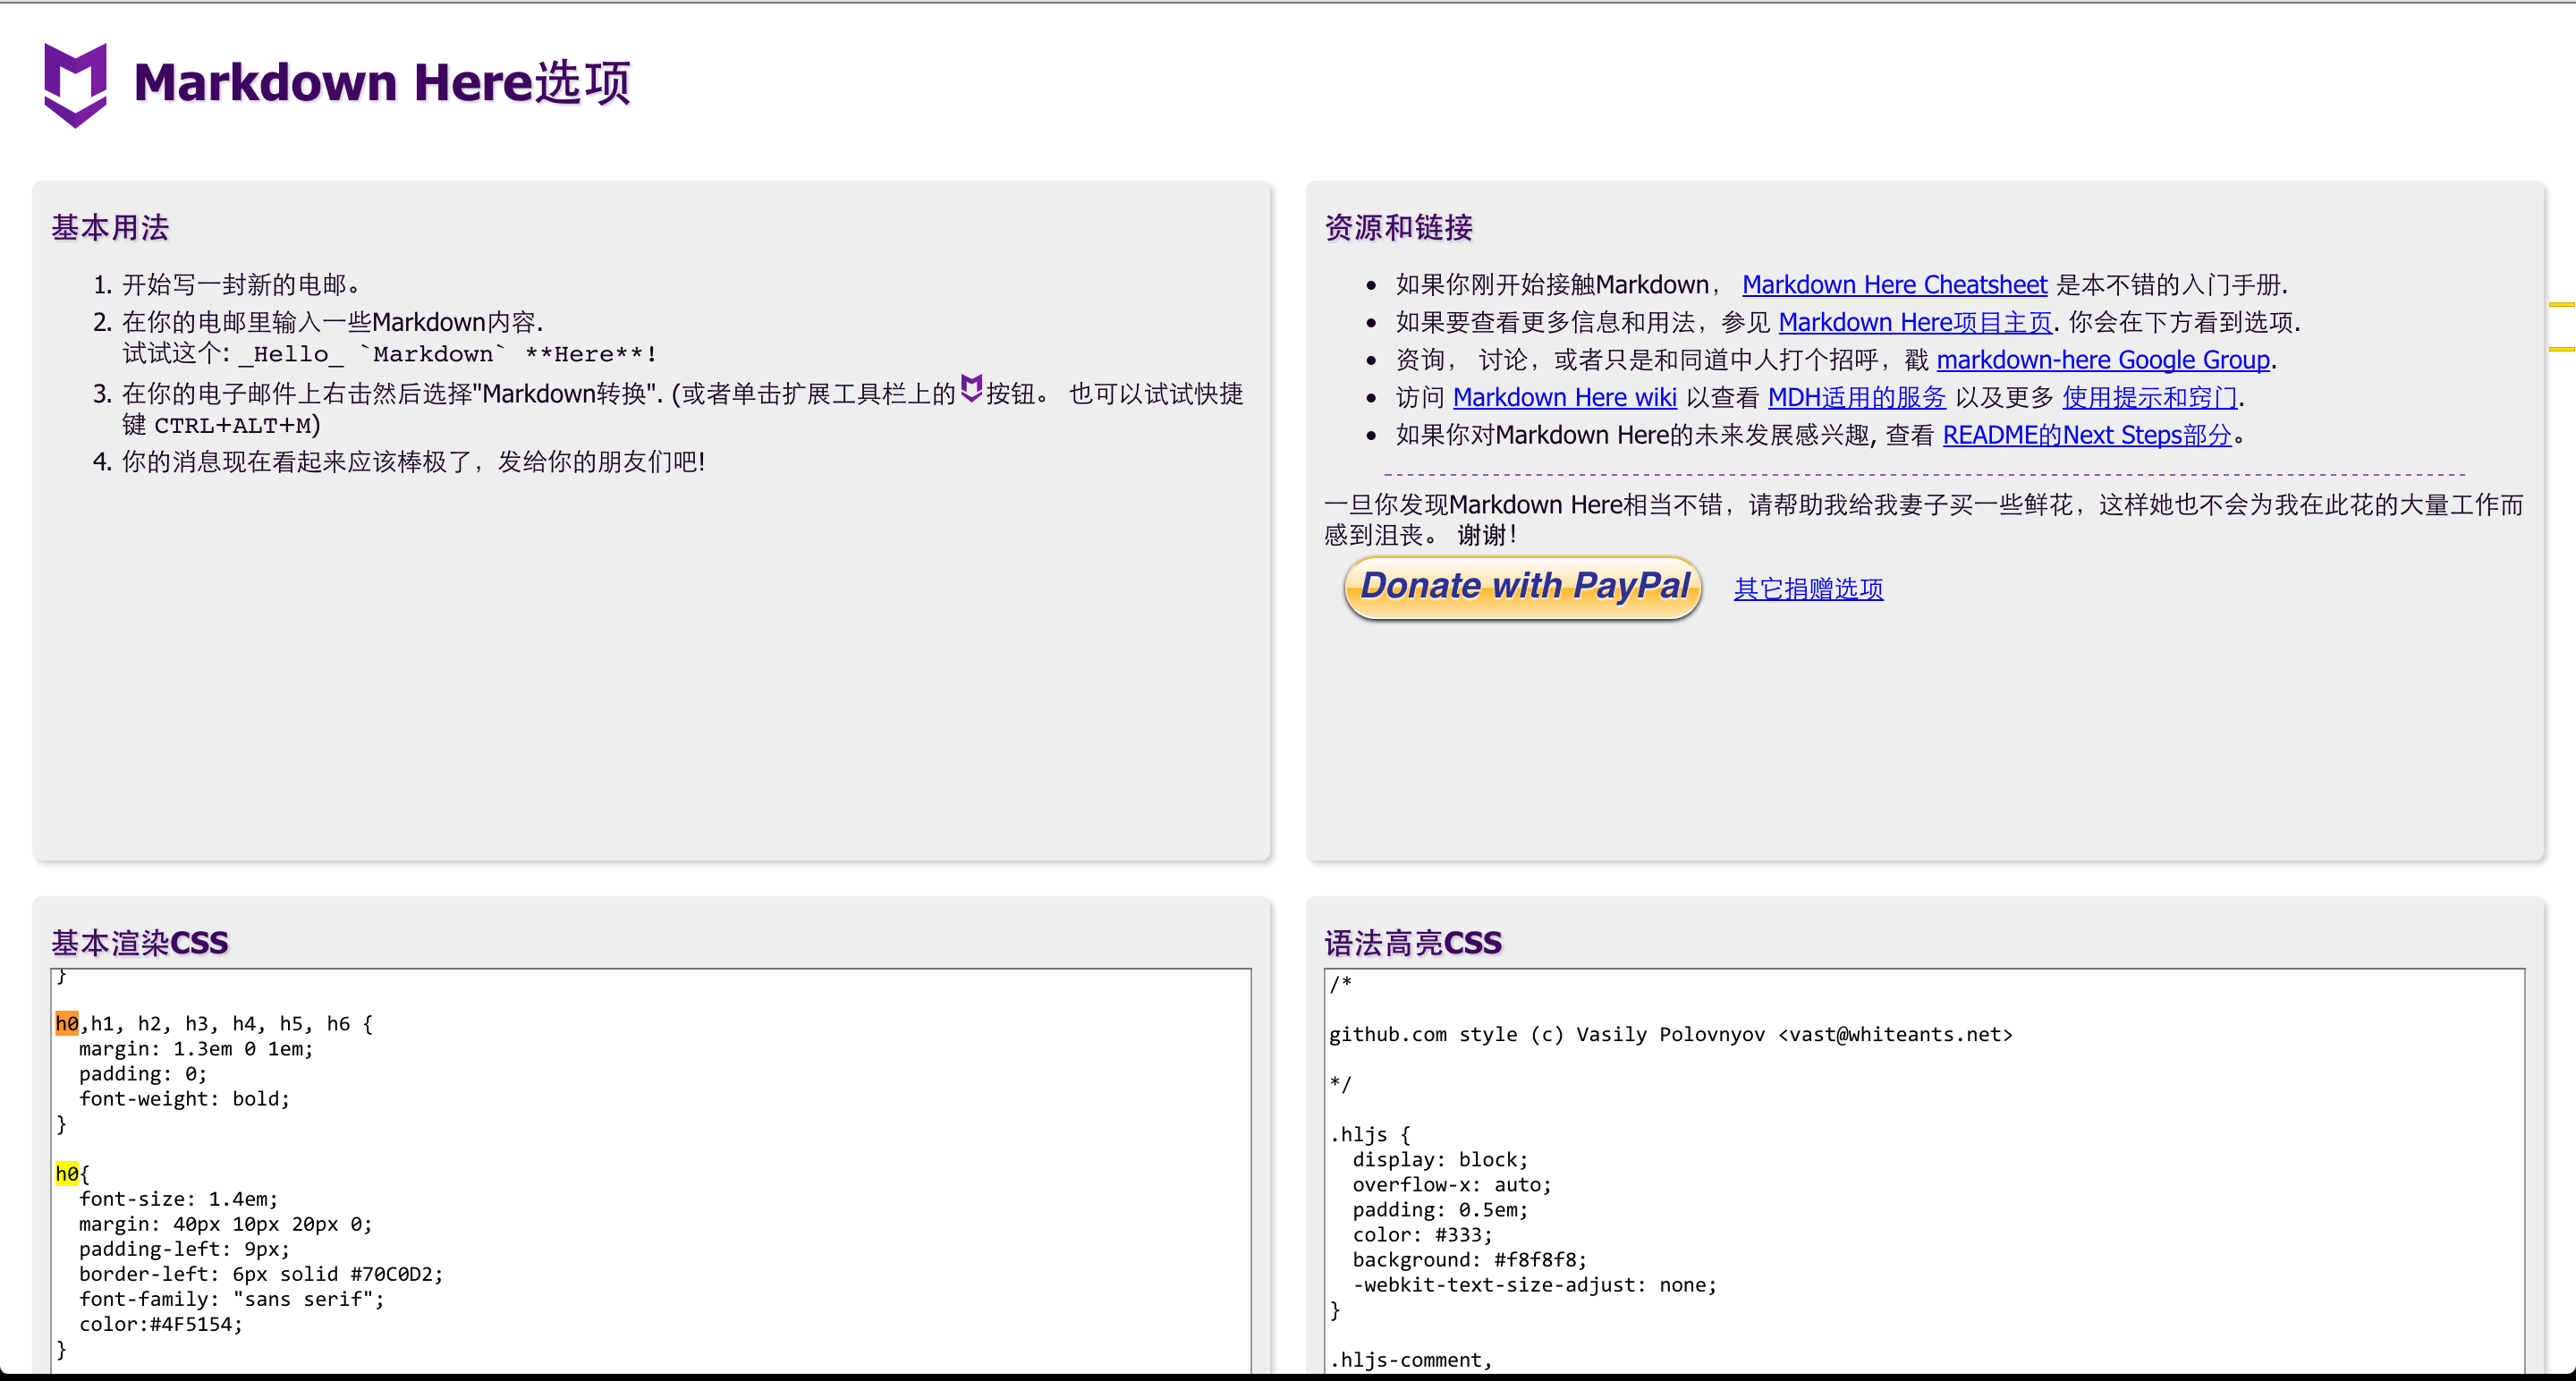 Markdown Here选项
基本用法
1. 开始写一封新的电邮。
2. 在你的电邮里输入一些Markdown内容.
试试这个: _Hello_ `Markdown` **Here**!
3. 在你的电子邮件上右击然后选择"Markdown转换". (或者单击扩展工具栏上的按钮。 也可以试试快捷
键 CTRL+ALT+M)
4. 你的消息现在看起来应该棒极了，发给你的朋友们吧!
资源和链接
• 如果你刚开始接触Markdown， Markdown Here Cheatsheet 是本不错的入门手册.
• 如果要查看更多信息和用法，参见 Markdown Here项目主页. 你会在下方看到选项.
• 资询， 讨论，或者只是和同道中人打个招呼，戳 markdown-here Google Group.
• 访问 Markdown Here wiki 以查看 MDH适用的服务 以及更多 使用提示和窍门.
• 如果你对Markdown Here的未来发展感兴趣, 查看 README的Next Steps部分。
一旦你发现Markdown Here相当不错，请帮助我给我妻子买一些鲜花，这样她也不会为我在此花的大量工作而
感到沮丧。 谢谢！
Donate with PayPal 其它捐赠选项
基本渲染CSS
}
h0,h1, h2, h3, h4, h5, h6 {
margin: 1.3em 0 1em;
padding: 0;
font-weight: bold;
}
h0{
font-size: 1.4em;
margin: 40px 10px 20px 0;
padding-left: 9px;
border-left: 6px solid #70C0D2;
font-family: "sans serif";
color:#4F5154;
}
语法高亮CSS
/*
github.com style (c) Vasily Polovnyov <vast@whiteants.net>
*/
.hljs {
display: block;
overflow-x: auto;
padding: 0.5em;
color: #333;
background: #f8f8f8;
-webkit-text-size-adjust: none;
}
.hljs-comment,